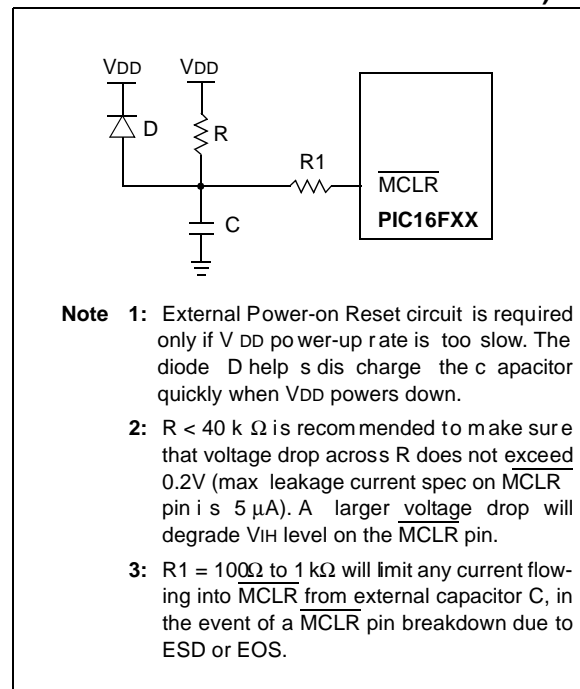 VDD VDD
D
R
R1
MCLR
PIC16FXX
C
Note 1: External Power-on Reset circuit is required
only if V DD power-up rate is too slow. The
diode D help s dis charge the c apacitor
quickly when VDD powers down.
2: R < 40 k Ω is recommended to make sure
that voltage drop across R does not exceed
0.2V (max leakage current spec on MCLR
pin is 5 μA). A larger voltage drop will
degrade VIH level on the MCLR pin.
3: R1 = 100Ω to 1 kΩ will limit any current flow-
ing into MCLR from external capacitor C, in
the event of a MCLR pin breakdown due to
ESD or EOS.